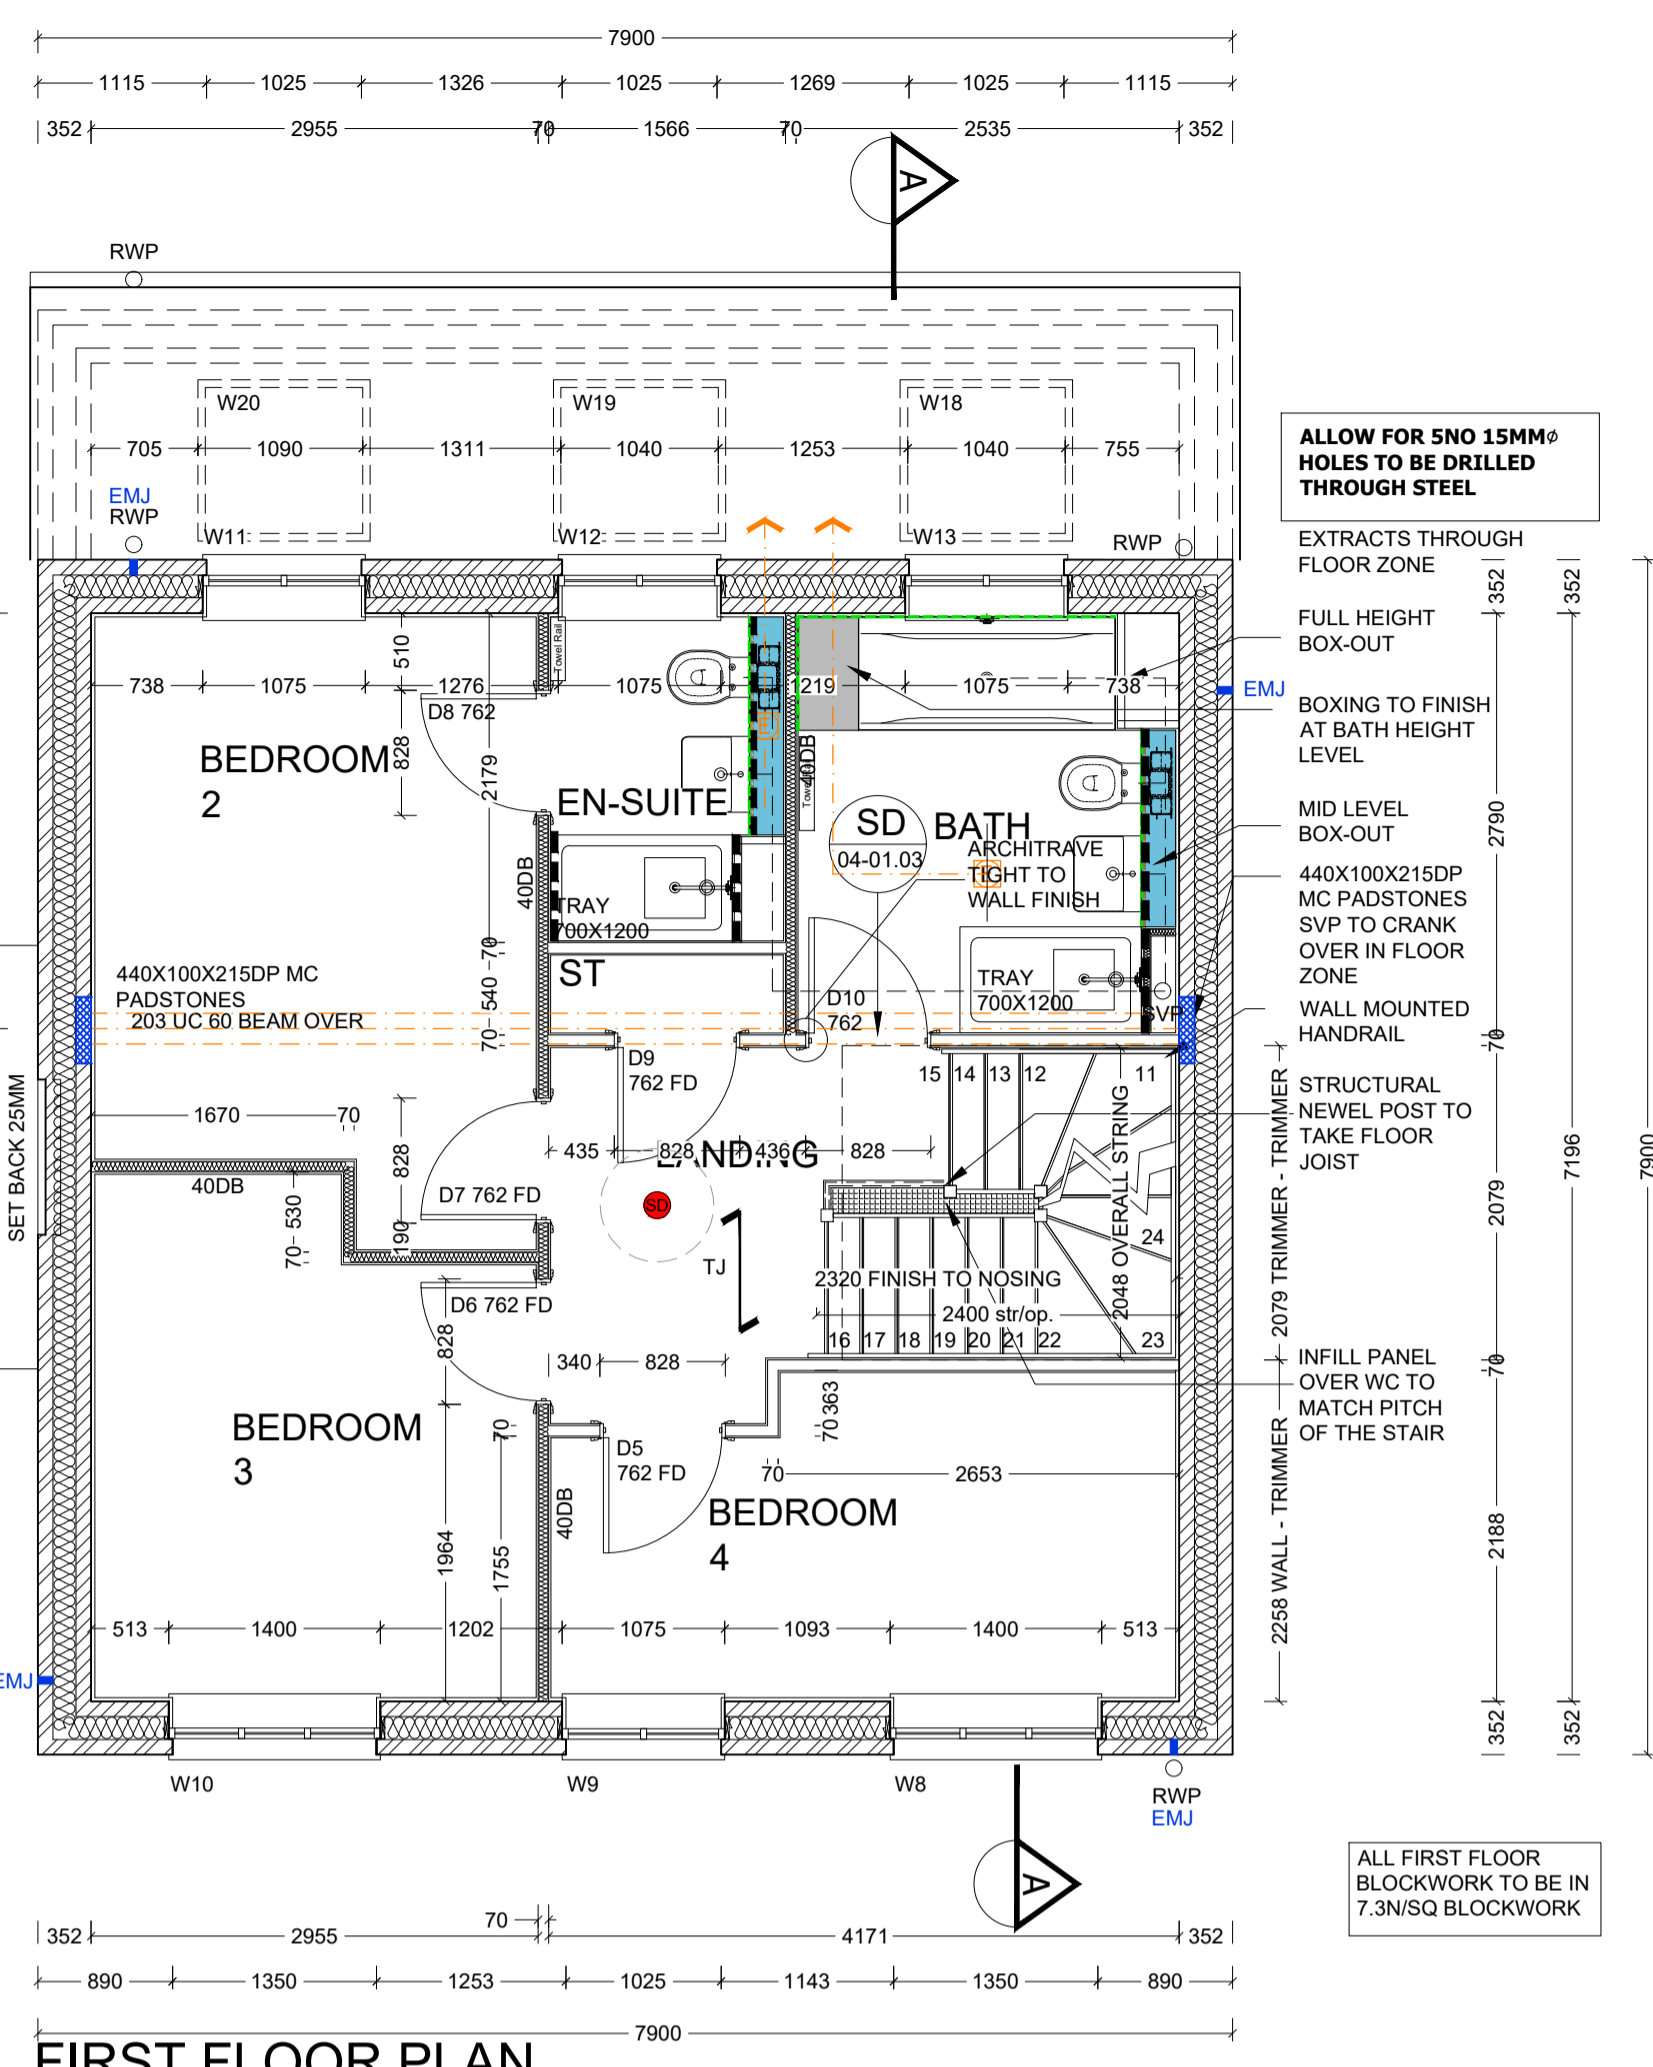 7900
1115 1025 1326 1025 1269 1025 1115
352 2955 70 1566 70 2535 352
A
RWP
W20 W19 W18
705 1090 1311 1040 1253 1040 755
EMJ
RWP
W11 W12 W13 RWP
ALLOW FOR 5NO 15MMø
HOLES TO BE DRILLED
THROUGH STEEL
EXTRACTS THROUGH
FLOOR ZONE
FULL HEIGHT
BOX-OUT
EMJ
BOXING TO FINISH
AT BATH HEIGHT
LEVEL
MID LEVEL
BOX-OUT
440X100X215DP
MC PADSTONES
SVP TO CRANK
OVER IN FLOOR
ZONE
WALL MOUNTED
HANDRAIL
STRUCTURAL
NEWEL POST TO
TAKE FLOOR
JOIST
INFILL PANEL
OVER WC TO
MATCH PITCH
OF THE STAIR
352 2790 70 2079 70 2188 352
352 7196 352
7900
2079 TRIMMER - TRIMMER
2258 WALL - TRIMMER
510
738 1075 1276 1075 219 1075 738
Towel Rail
D8 762
828
2179
BEDROOM
2
EN-SUITE
40DB
SD
04-01.03
BATH
ARCHITRAVE
TIGHT TO
WALL FINISH
40DB
TRAY
700X1200
70
540
70
ST
TRAY
700X1200
D10
762
SVP
440X100X215DP MC
PADSTONES
203 UC 60 BEAM OVER
SET BACK 25MM
D9
762 FD
15 14 13 12 11
1670 70
828
435 828 436 828
LANDING
2048 OVERALL STRING
40DB
530
70
D7 762 FD
190
SD
TJ
24
D6 762 FD
2320 FINISH TO NOSING
2400 str/op.
16 17 18 19 20 21 22 23
828
340 828
363
70
BEDROOM
3
70
D5
762 FD
70 2653
40DB
BEDROOM
4
1964
1755
513 1400 1202 1075 1093 1400 513
EMJ
W10 W9 W8
RWP
EMJ
A
ALL FIRST FLOOR
BLOCKWORK TO BE IN
7.3N/SQ BLOCKWORK
70
352 2955 4171 352
890 1350 1253 1025 1143 1350 890
7900
FIRST FLOOR PLAN